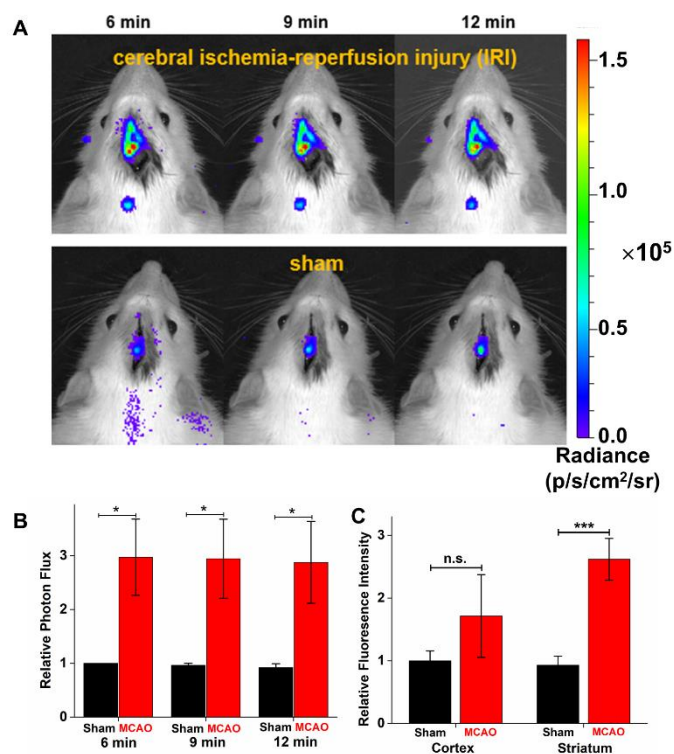 A
6 min 9 min 12 min
cerebral ischemia-reperfusion injury (IRI)
sham
1.5
1.0
×10⁵
0.5
0.0
Radiance
(p/s/cm²/sr)
B
Relative Photon Flux
3
2
1
0
* * *
Sham MCAO Sham MCAO Sham MCAO
6 min 9 min 12 min
C
Relative Fluoresence Intensity
3
2
1
0
n.s. ***
Sham MCAO Sham MCAO
Cortex Striatum